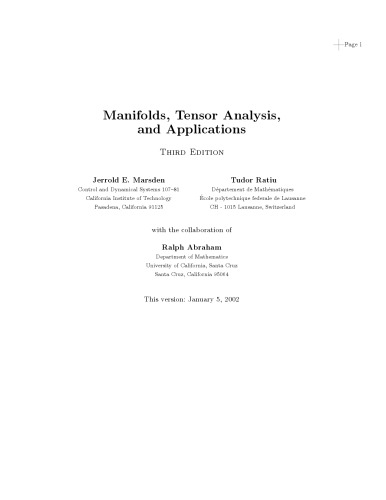 Page i
Manifolds, Tensor Analysis,
and Applications
Third Edition
Jerrold E. Marsden
Control and Dynamical Systems 107–81
California Institute of Technology
Pasadena, California 91125
Tudor Ratiu
Département de Mathématiques
École polytechnique federale de Lausanne
CH - 1015 Lausanne, Switzerland
with the collaboration of
Ralph Abraham
Department of Mathematics
University of California, Santa Cruz
Santa Cruz, California 95064
This version: January 5, 2002